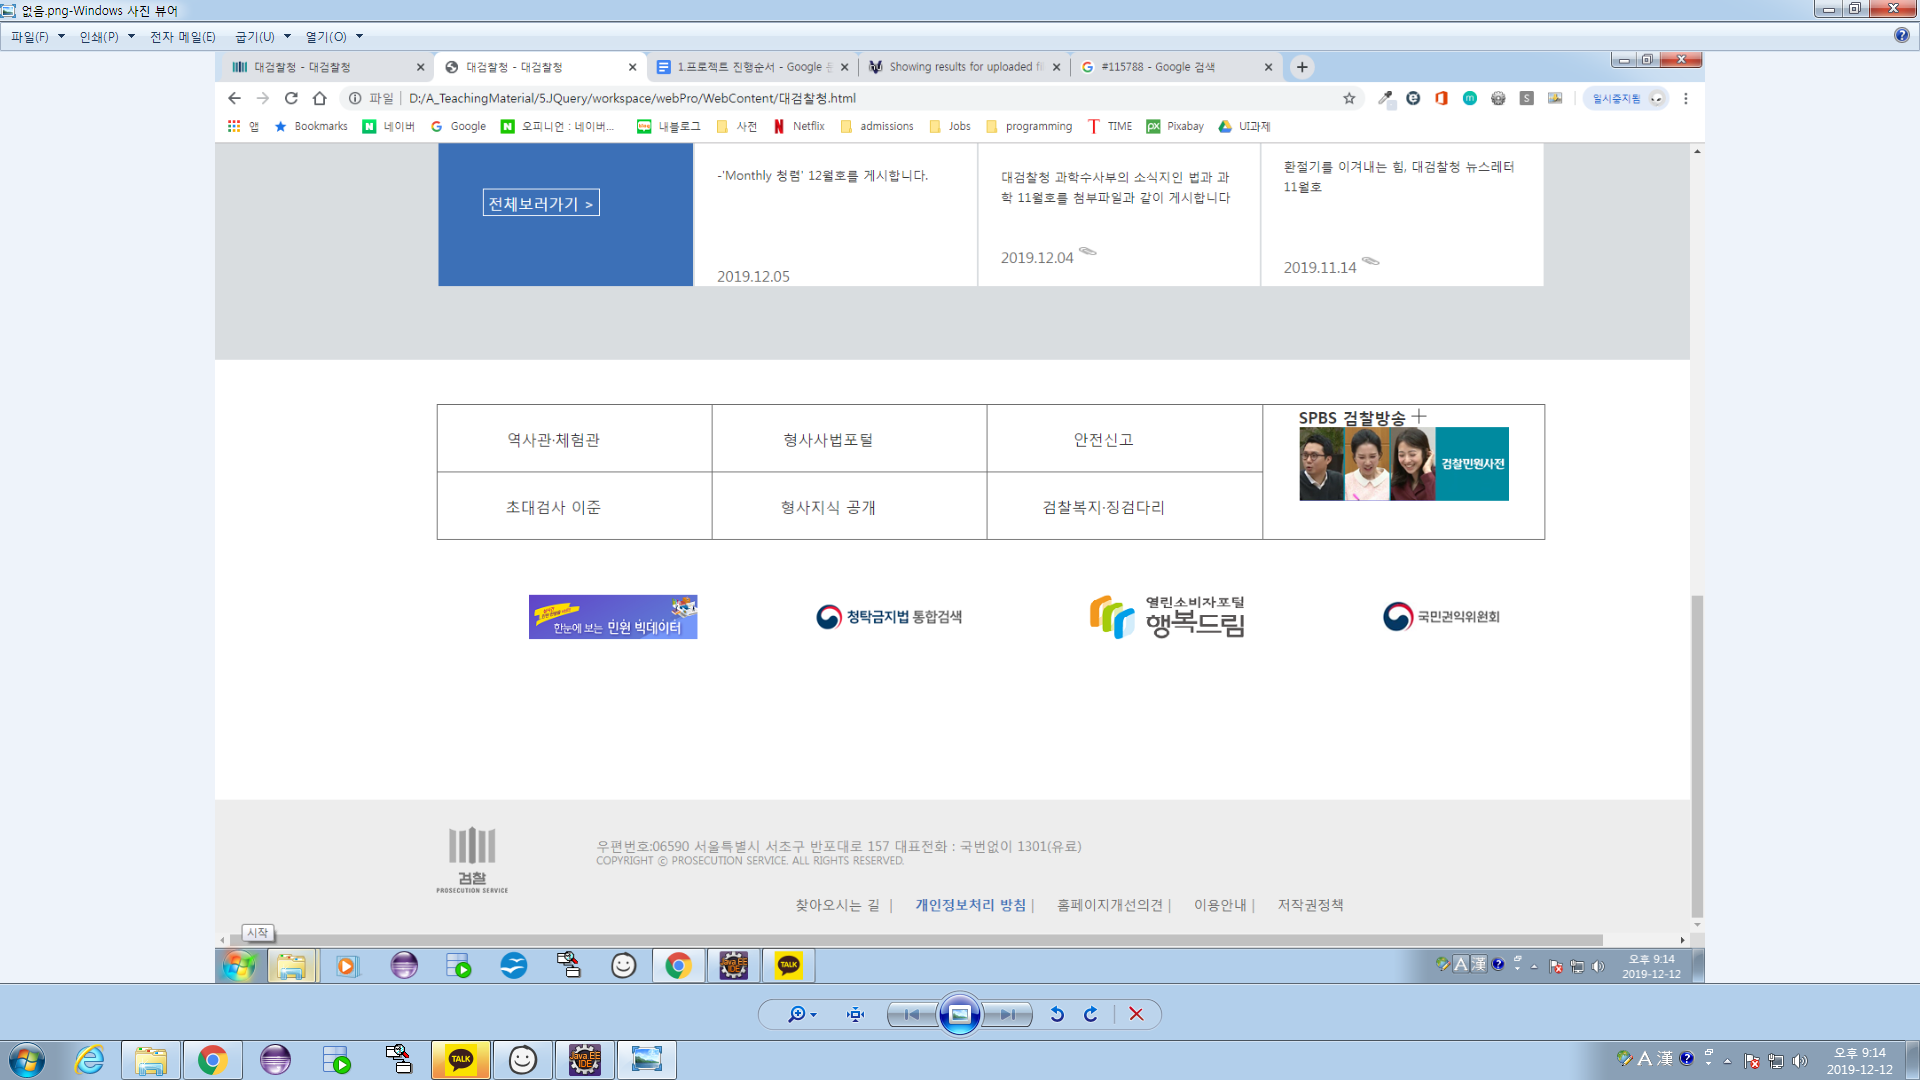 없음.png-Windows 사진 뷰어
파일(F) 인쇄(P) 전자 메일(E) 굽기(U) 열기(O)
대검찰청 - 대검찰청
대검찰청 - 대검찰청
1.프로젝트 진행순서 - Google
Showing results for uploaded fi
#115788 - Google 검색
파일 D:/A_TeachingMaterial/5.JQuery/workspace/webPro/WebContent/대검찰청.html
일시중지됨
앱 Bookmarks 네이버 Google 오피니언 : 네이버... 내블로그 사전 Netflix admissions Jobs programming TIME Pixabay UI과제
전체보러가기 >
-'Monthly 청렴' 12월호를 게시합니다.
2019.12.05
대검찰청 과학수사부의 소식지인 법과 과
학 11월호를 첨부파일과 같이 게시합니다
2019.12.04
환절기를 이겨내는 힘, 대검찰청 뉴스레터
11월호
2019.11.14
역사관·체험관
형사사법포털
안전신고
SPBS 검찰방송
검찰민원사전
초대검사 이준
형사지식 공개
검찰복지·징검다리
한눈에 보는 민원 빅데이터
청탁금지법 통합검색
열린소비자포털
행복드림
국민권익위원회
검찰
PROSECUTION SERVICE
우편번호:06590 서울특별시 서초구 반포대로 157 대표전화 : 국번없이 1301(유료)
COPYRIGHT ⓒ PROSECUTION SERVICE. ALL RIGHTS RESERVED.
찾아오시는 길 | 개인정보처리 방침 | 홈페이지개선의견 | 이용안내 | 저작권정책
시작
Java EE
IDE
TALK
A 漢
오후 9:14
2019-12-12
TALK
Java EE
IDE
A 漢
오후 9:14
2019-12-12